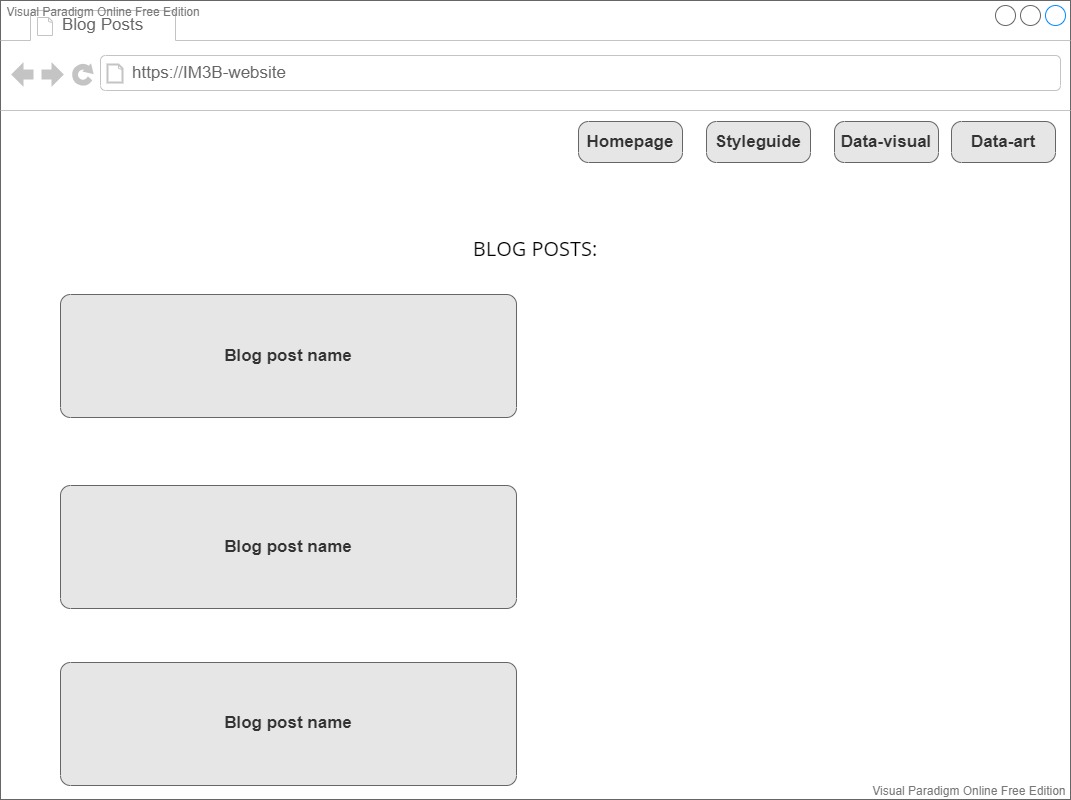 Visual Paradigm Online Free Edition
Blog Posts
https://IM3B-website
Homepage Styleguide Data-visual Data-art
BLOG POSTS:
Blog post name
Blog post name
Blog post name
Visual Paradigm Online Free Edition